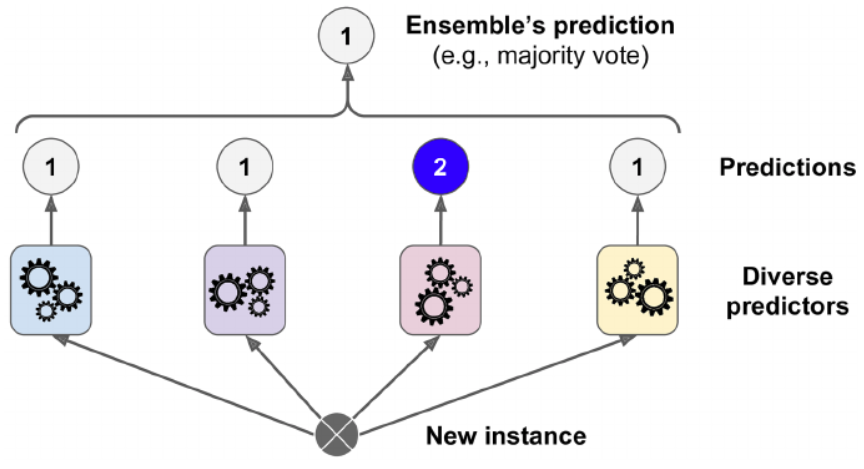 1
Ensemble's prediction
(e.g., majority vote)
1
1
2
1
Predictions
Diverse
predictors
New instance